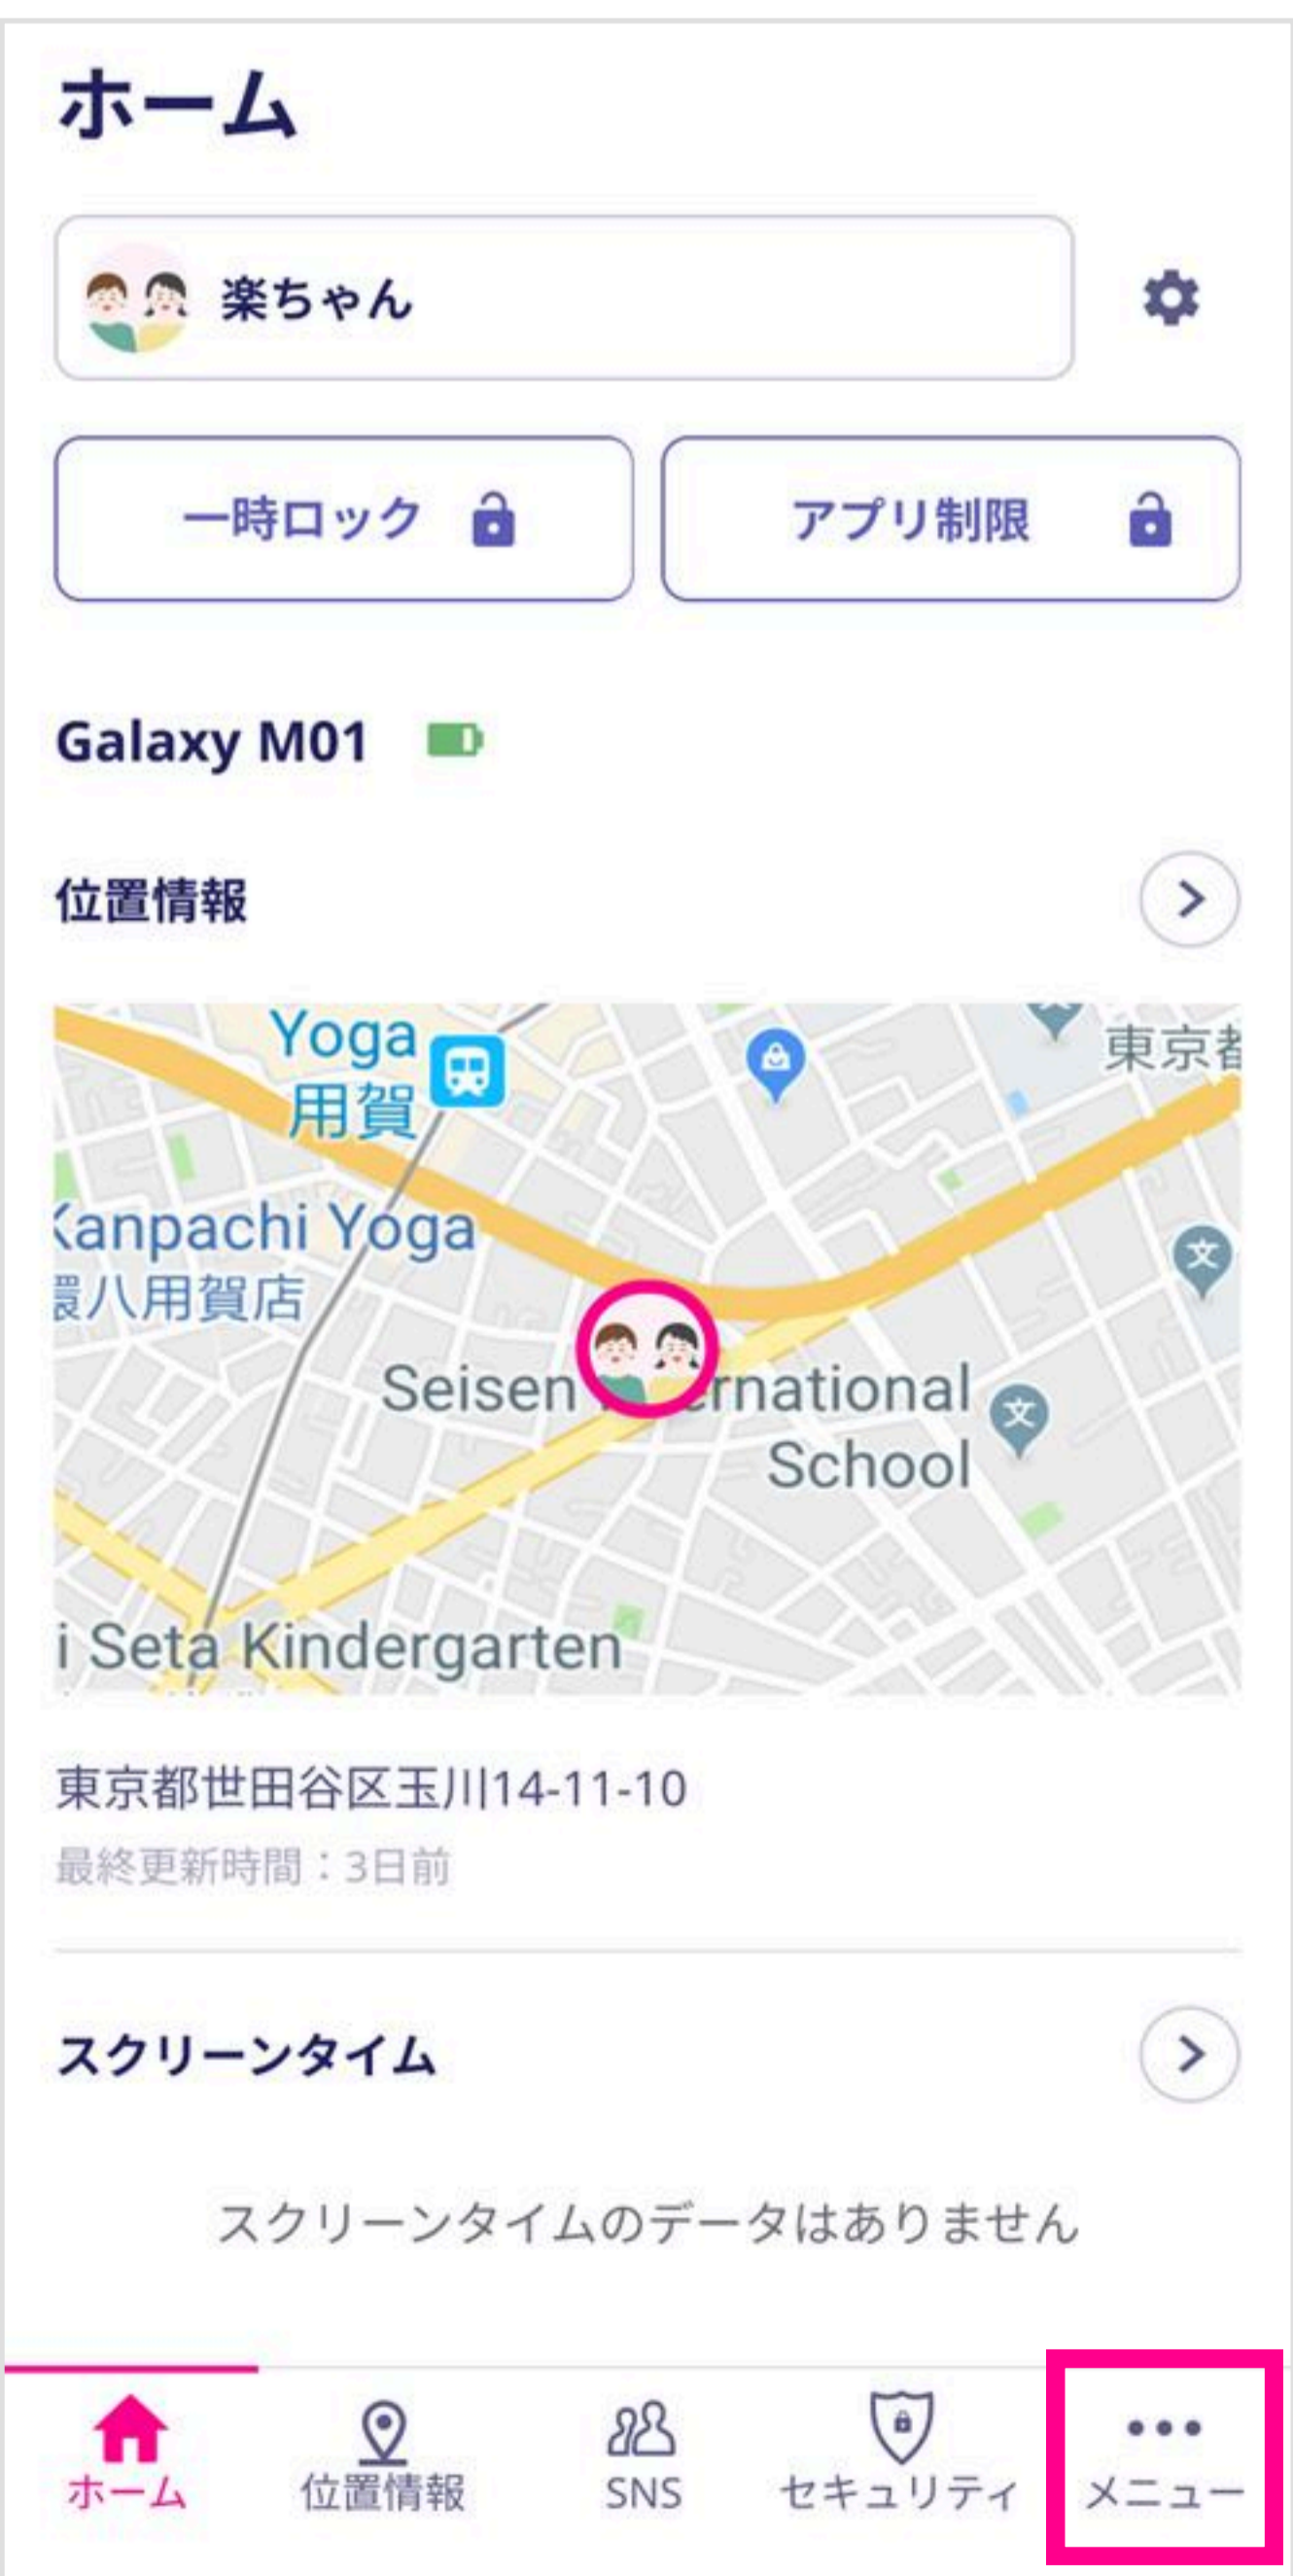 ホーム
楽ちゃん
一時ロック
アプリ制限
Galaxy M01
位置情報
Yoga
用賀
東京都
Kanpachi Yoga
環八用賀店
文
Seisen
rnational
School
文
i Seta Kindergarten
東京都世田谷区玉川14-11-10
最終更新時間：3日前
スクリーンタイム
スクリーンタイムのデータはありません
ホーム
位置情報
SNS
セキュリティ
メニュー